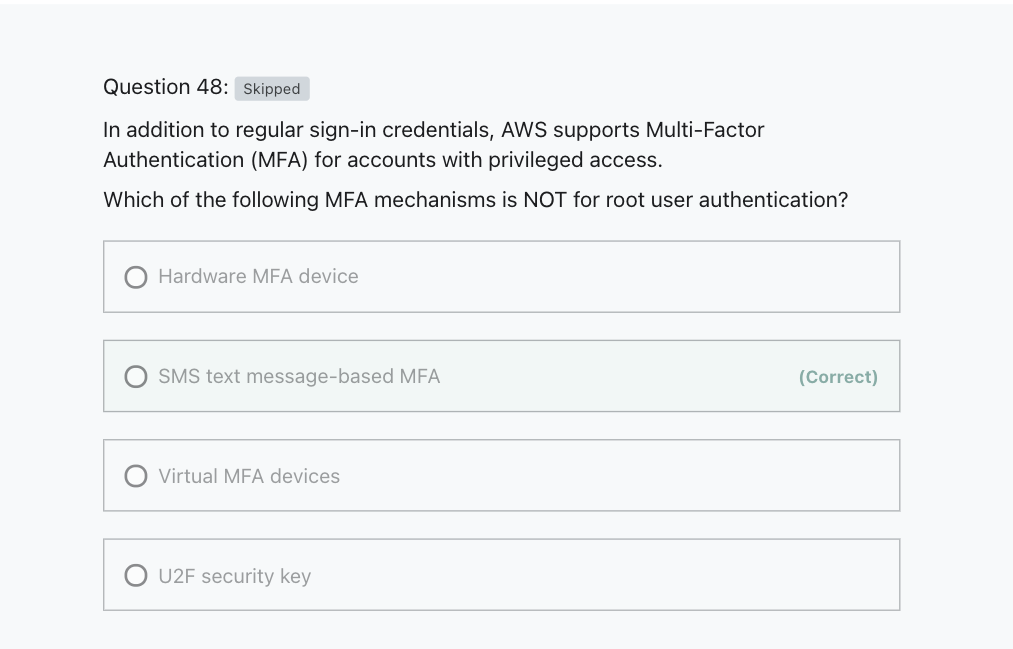 Question 48: Skipped
In addition to regular sign-in credentials, AWS supports Multi-Factor
Authentication (MFA) for accounts with privileged access.
Which of the following MFA mechanisms is NOT for root user authentication?
Hardware MFA device
SMS text message-based MFA (Correct)
Virtual MFA devices
U2F security key